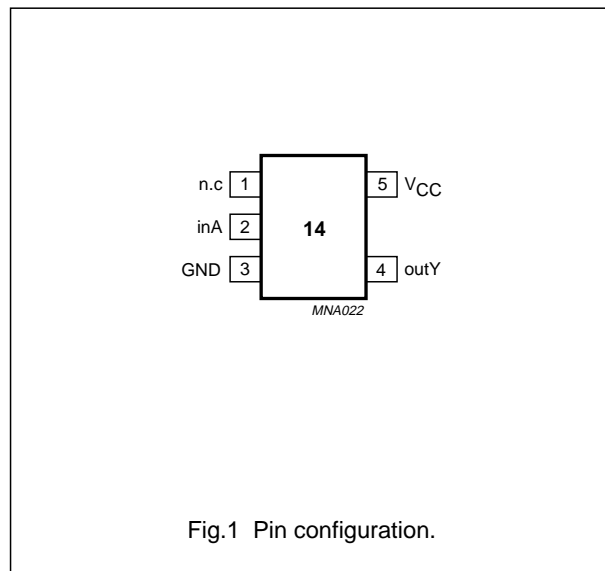 n.c 1 5 VCC
inA 2 14
GND 3 4 outY
MNA022
Fig.1 Pin configuration.